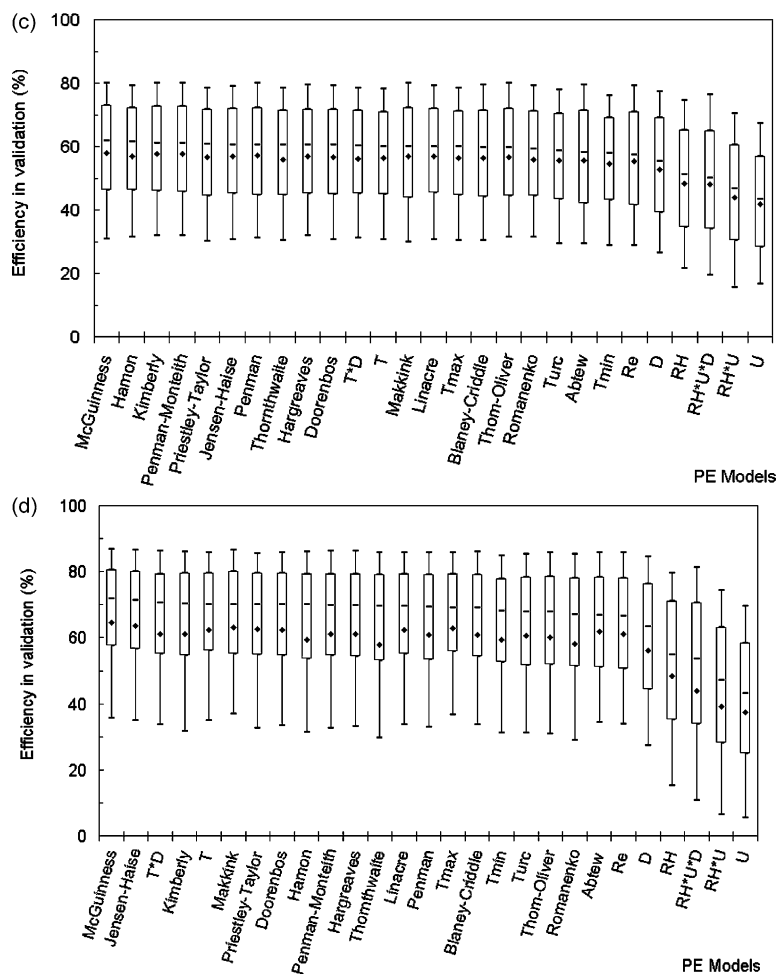 (c)
Efficiency in validation (%)
100
80
60
40
20
0
McGuinness
Hamon
Kimberly
Penman-Monteith
Priestley-Taylor
Jensen-Haise
Penman
Thornthwaite
Hargreaves
Doorenbos
T*D
T
Makkink
Linacre
Tmax
Blaney-Criddle
Thom-Oliver
Romanenko
Turc
Abtew
Tmin
Re
D
RH
RH*U*D
RH*U
U
PE Models
(d)
Efficiency in validation (%)
100
80
60
40
20
0
McGuinness
Jensen-Haise
T*D
Kimberly
T
Makkink
Priestley-Taylor
Doorenbos
Hamon
Penman-Monteith
Hargreaves
Thornthwaite
Linacre
Penman
Tmax
Blaney-Criddle
Tmin
Turc
Thom-Oliver
Romanenko
Abtew
Re
D
RH
RH*U*D
RH*U
U
PE Models